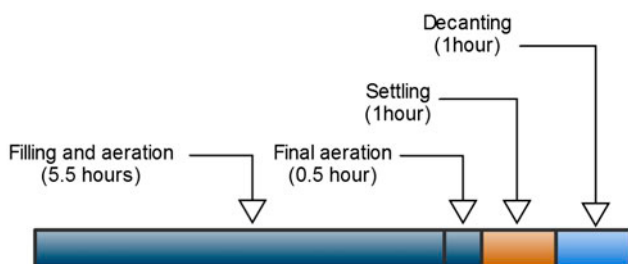 Decanting
(1hour)
Settling
(1hour)
Filling and aeration
(5.5 hours)
Final aeration
(0.5 hour)